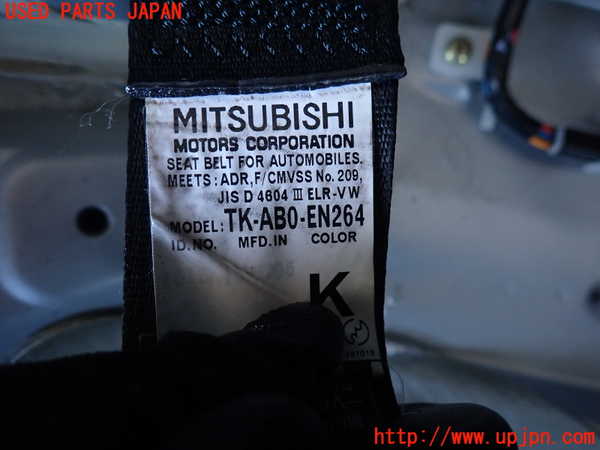 USED PARTS JAPAN
MITSUBISHI
MOTORS CORPORATION
SEAT BELT FOR AUTOMOBILES.
MEETS: ADR, F/CMVSS No. 209,
JIS D 4604 III ELR-VW
MODEL: TK-AB0-EN264
ID.NO. MFD.IN COLOR
K
http://www.upjpn.com/